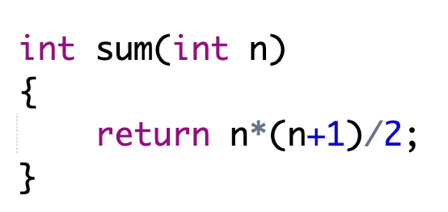 int sum(int n)
{
    return n*(n+1)/2;
}